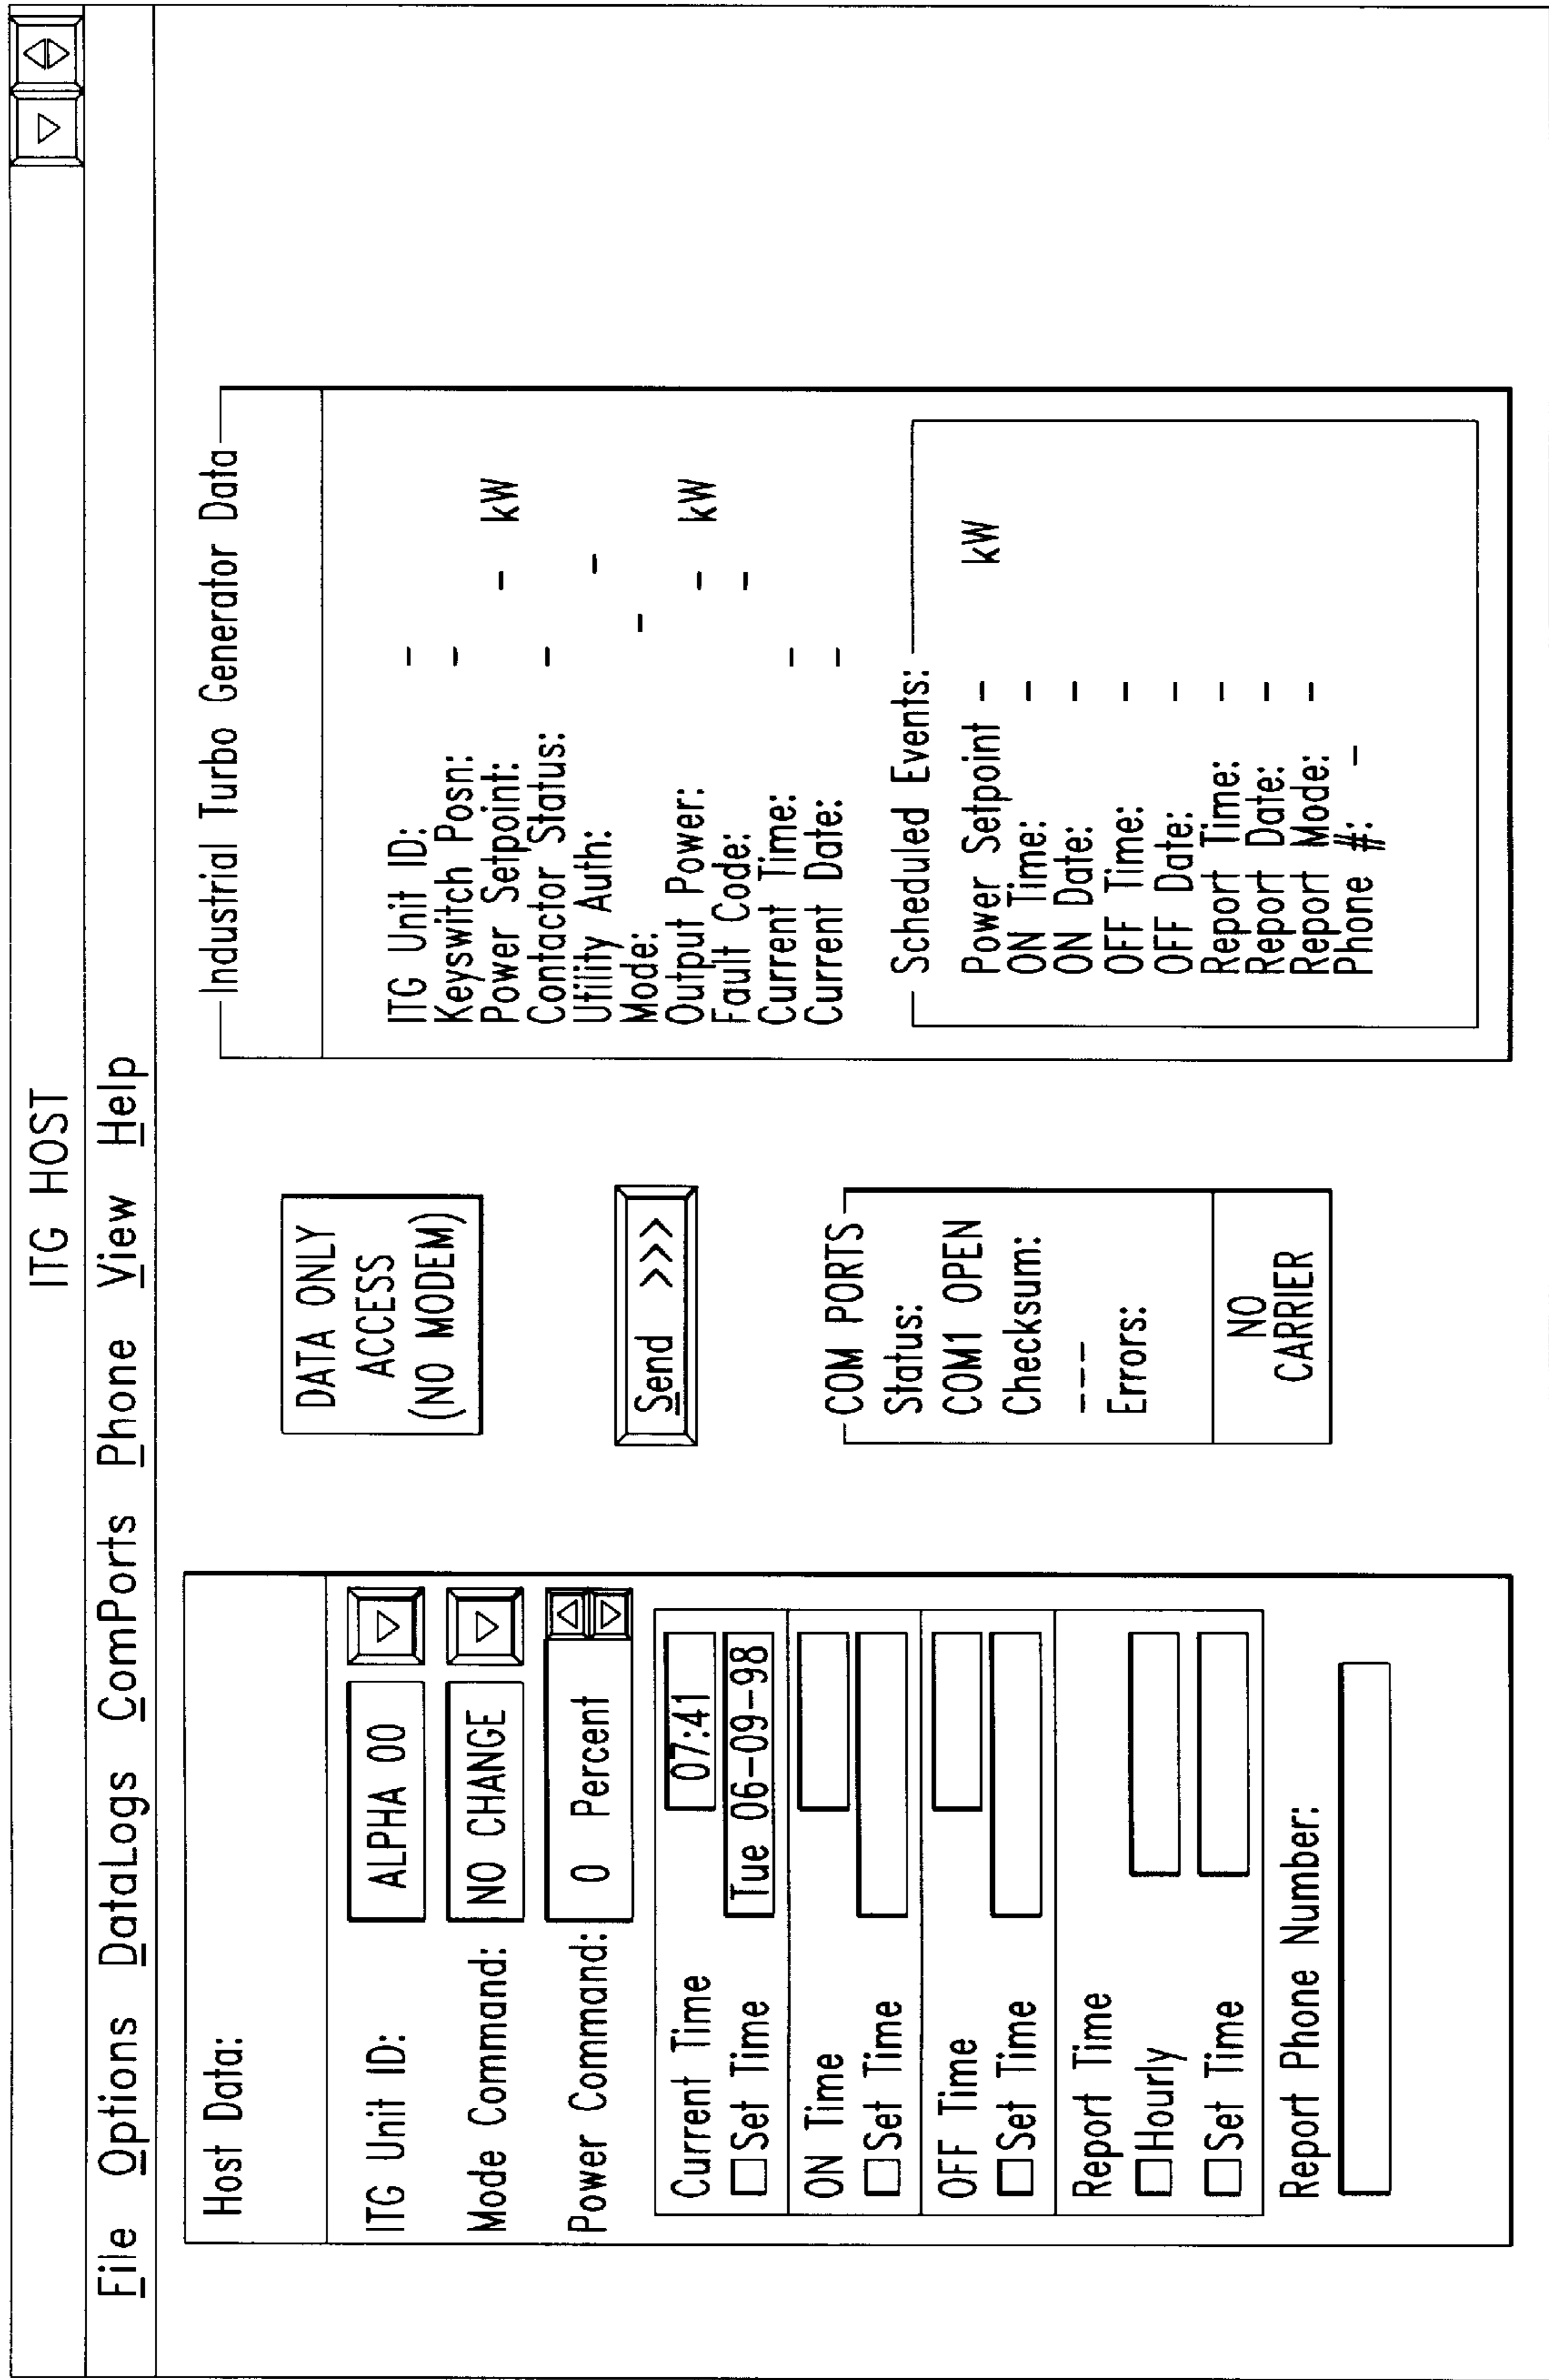 ITG HOST
File Options DataLogs ComPorts Phone View Help
Host Data:
ITG Unit ID: ALPHA 00
Mode Command: NO CHANGE
Power Command: 0 Percent
Current Time 07:41
Set Time Tue 06-09-98
ON Time
Set Time
OFF Time
Set Time
Report Time
Hourly
Set Time
Report Phone Number:
DATA ONLY
ACCESS
(NO MODEM)
Send >>>
COM PORTS
Status:
COM1 OPEN
Checksum:
---
Errors:
NO
CARRIER
Industrial Turbo Generator Data
ITG Unit ID: -
Keyswitch Posn: -
Power Setpoint: - kW
Contactor Status: -
Utility Auth: -
Mode: -
Output Power: - kW
Fault Code: -
Current Time: -
Current Date: -
Scheduled Events:
Power Setpoint - kW
ON Time: -
ON Date: -
OFF Time: -
OFF Date: -
Report Time: -
Report Date: -
Report Mode: -
Phone #: -